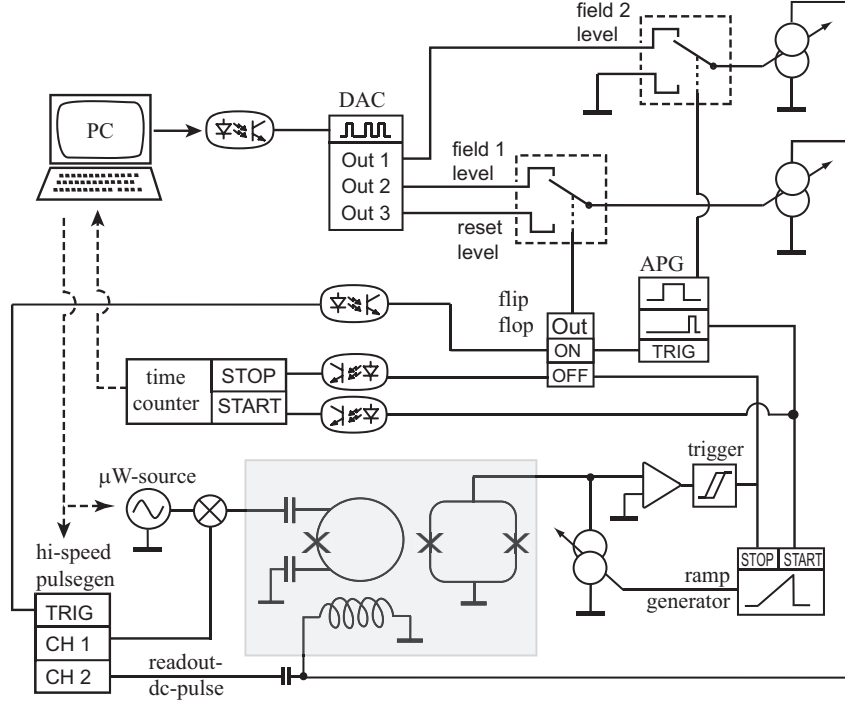 field 2
level
DAC
PC
Out 1
Out 2
Out 3
field 1
level
reset
level
APG
flip
flop
Out
ON
OFF
TRIG
time
counter
STOP
START
trigger
μW-source
hi-speed
pulsegen
STOP
START
ramp
generator
TRIG
CH 1
CH 2
readout-
dc-pulse